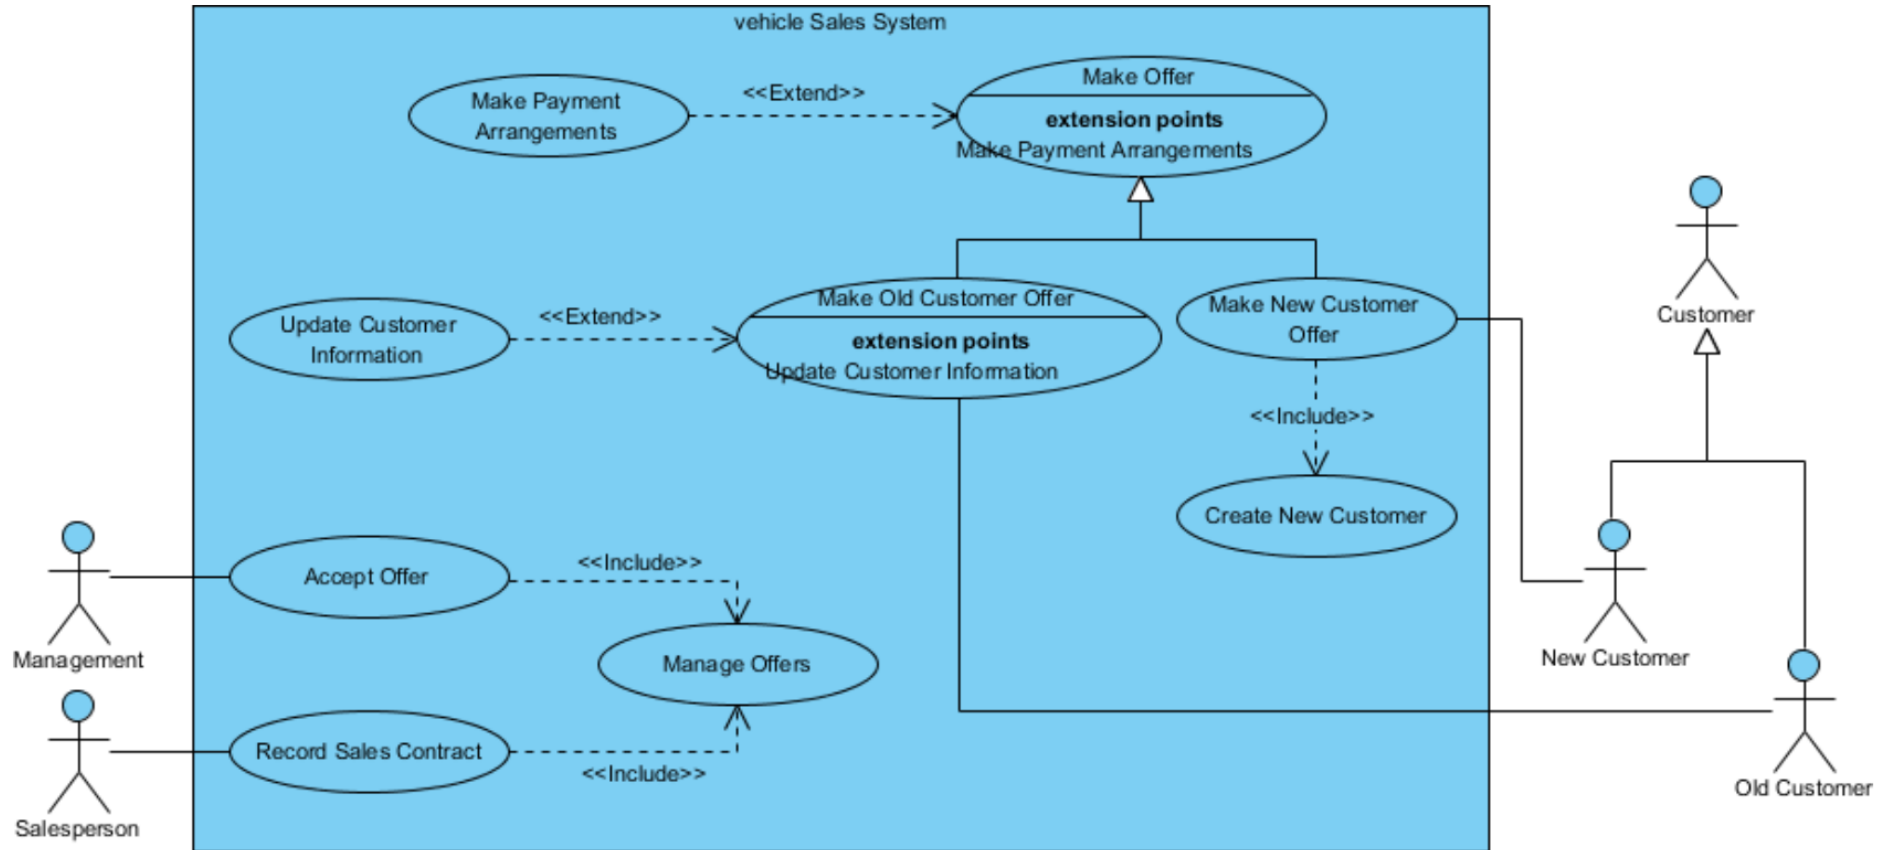 vehicle Sales System
Make Payment
Arrangements
<<Extend>>
Make Offer
extension points
Make Payment Arrangements
Customer
Update Customer
Information
<<Extend>>
Make Old Customer Offer
extension points
Update Customer Information
Make New Customer
Offer
<<Include>>
Create New Customer
Management
Accept Offer
<<Include>>
Manage Offers
New Customer
Salesperson
Record Sales Contract
<<Include>>
Old Customer